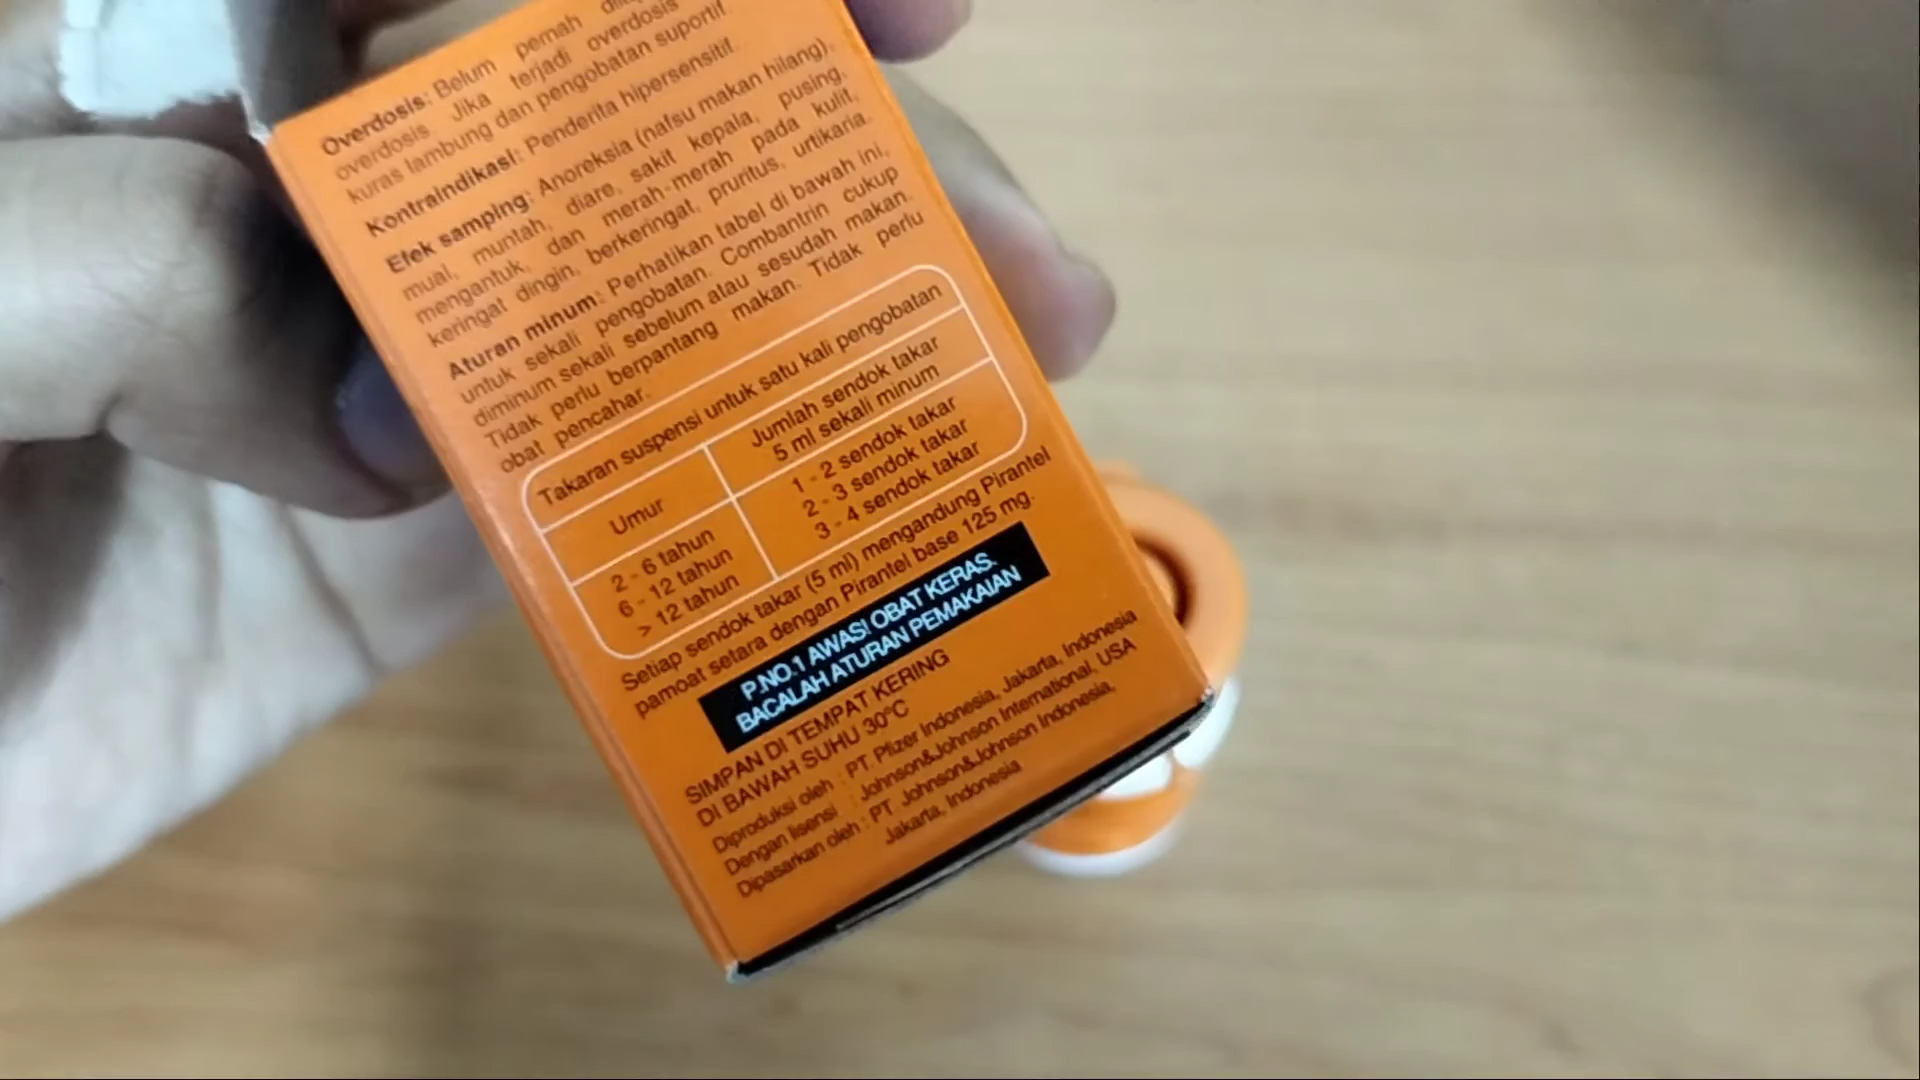 Overdosis: Belum pernah
overdosis. Jika terjadi overdosis
kuras lambung dan pengobatan suportif.
Kontraindikasi: Penderita hipersensitif.
Efek samping: Anoreksia (nafsu makan hilang),
mual, muntah, diare, sakit kepala, pusing,
mengantuk, dan merah-merah pada kulit,
keringat dingin, berkeringat, pruritus, urtikaria.
Aturan minum: Perhatikan tabel di bawah ini,
untuk sekali pengobatan. Combantrin cukup
diminum sekali sebelum atau sesudah makan.
Tidak perlu berpantang makan. Tidak perlu
obat pencahar.
Takaran suspensi untuk satu kali pengobatan
Umur
Jumlah sendok takar
5 ml sekali minum
2 - 6 tahun 1 - 2 sendok takar
6 - 12 tahun 2 - 3 sendok takar
> 12 tahun 3 - 4 sendok takar
Setiap sendok takar (5 ml) mengandung Pirantel
pamoat setara dengan Pirantel base 125 mg.
P.NO.1 AWAS! OBAT KERAS.
BACALAH ATURAN PEMAKAIAN
SIMPAN DI TEMPAT KERING
DI BAWAH SUHU 30°C
Diproduksi oleh : PT. Pfizer Indonesia, Jakarta, Indonesia
Dengan lisensi : Johnson&Johnson International, USA
Dipasarkan oleh : PT. Johnson&Johnson Indonesia,
Jakarta, Indonesia